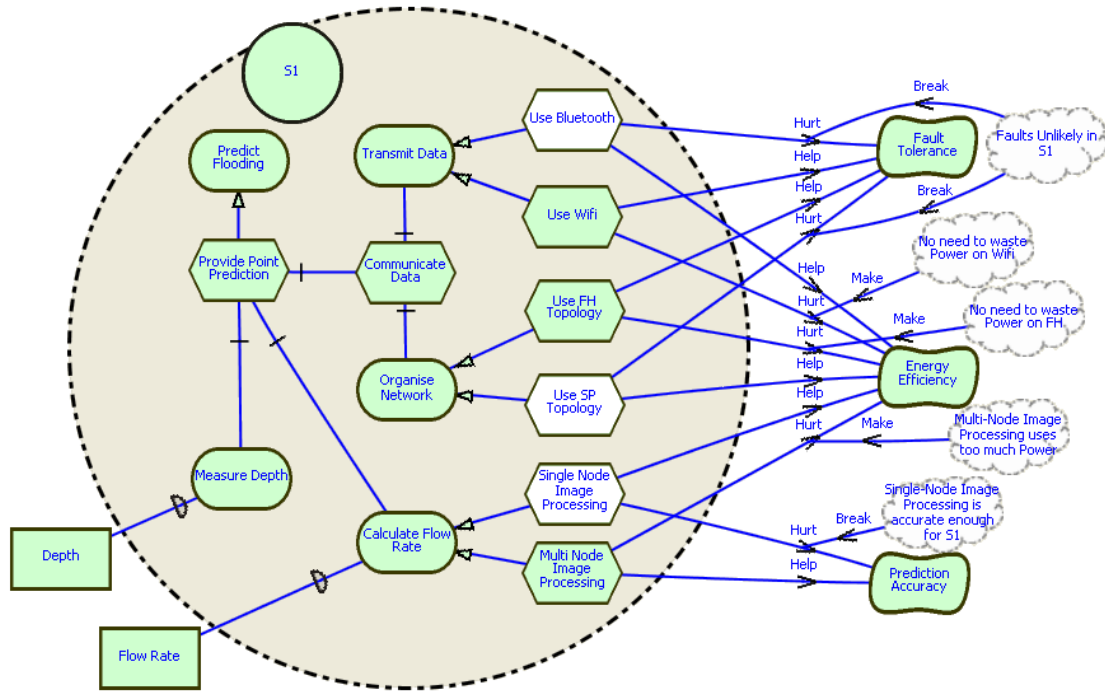 S1
Predict
Flooding
Transmit Data
Provide Point
Prediction
Communicate
Data
Organise
Network
Measure Depth
Calculate Flow
Rate
Depth
Flow Rate
Use Bluetooth
Use Wifi
Use FH
Topology
Use SP
Topology
Single Node
Image
Processing
Multi Node
Image
Processing
Break
Hurt
Help
Help
Hurt
Break
Help
Make
Hurt
Make
Hurt
Help
Help
Hurt
Make
Hurt
Break
Help
Fault
Tolerance
Energy
Efficiency
Prediction
Accuracy
Faults Unlikely in
S1
No need to waste
Power on Wifi
No need to waste
Power on FH
Multi-Node Image
Processing uses
too much Power
Single-Node Image
Processing is
accurate enough
for S1